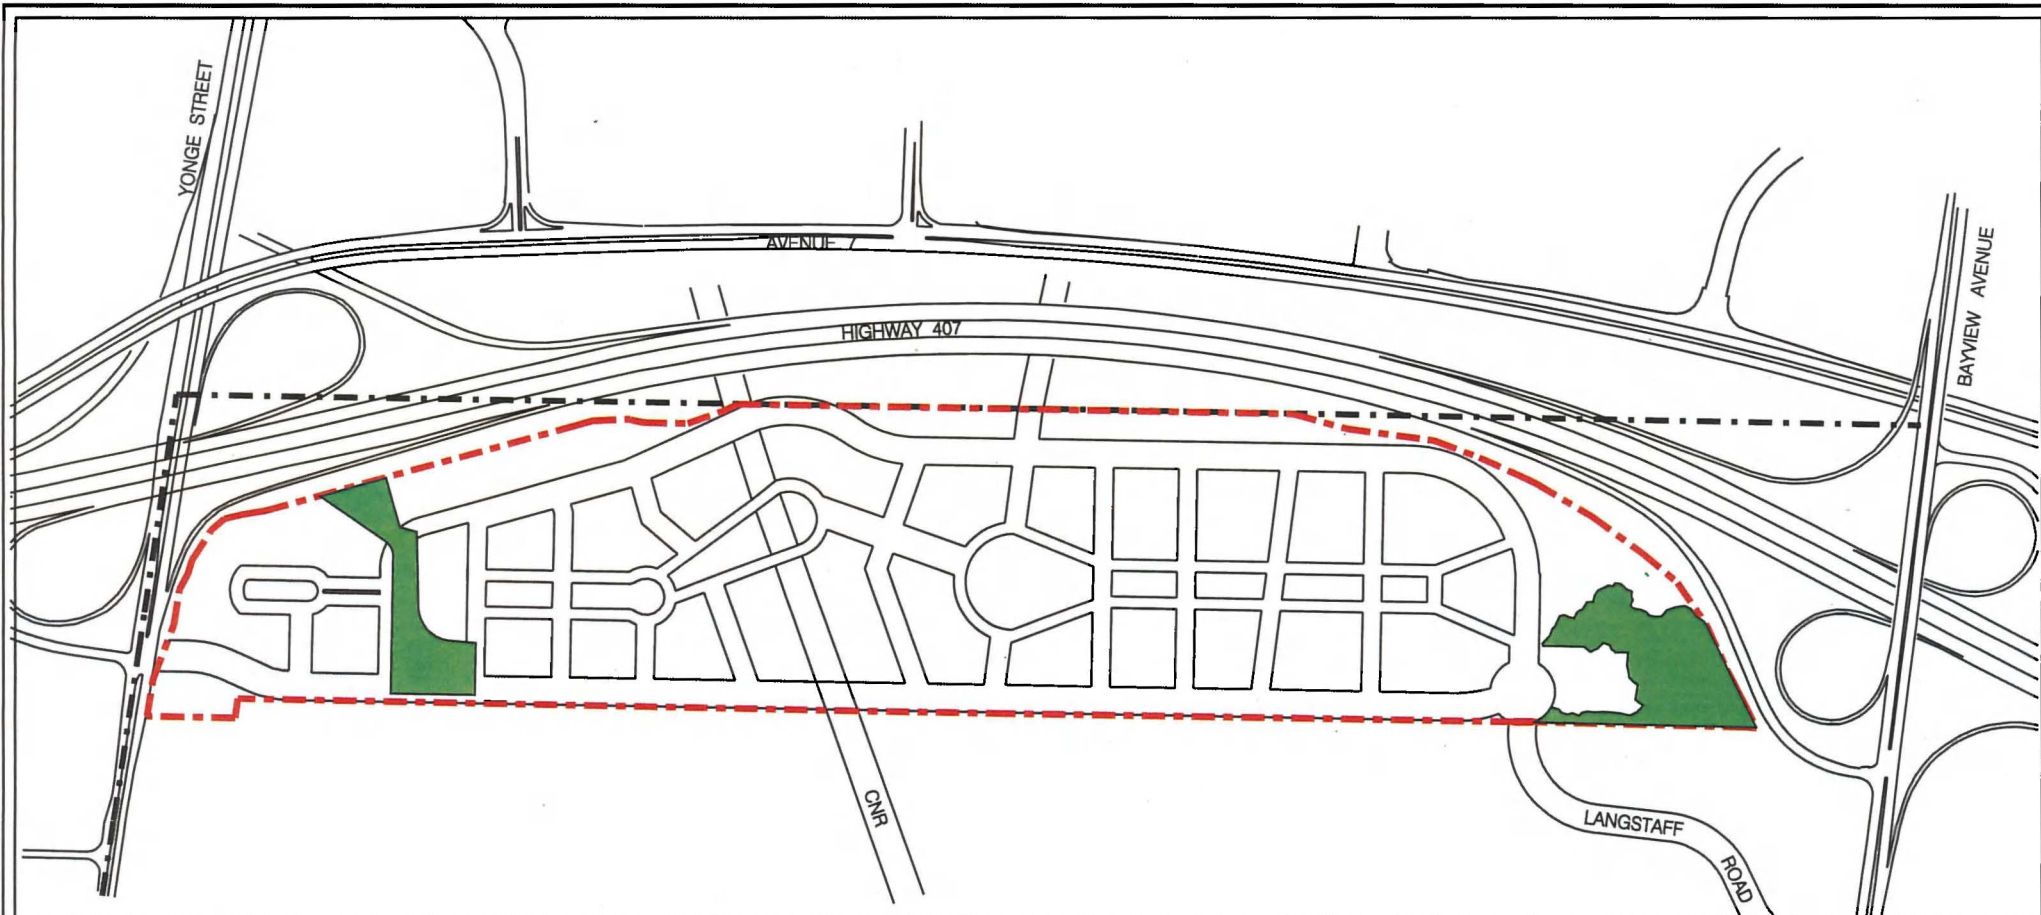 YONGE STREET
AVENUE 7
HIGHWAY 407
BAYVIEW AVENUE
CNR
LANGSTAFF
ROAD